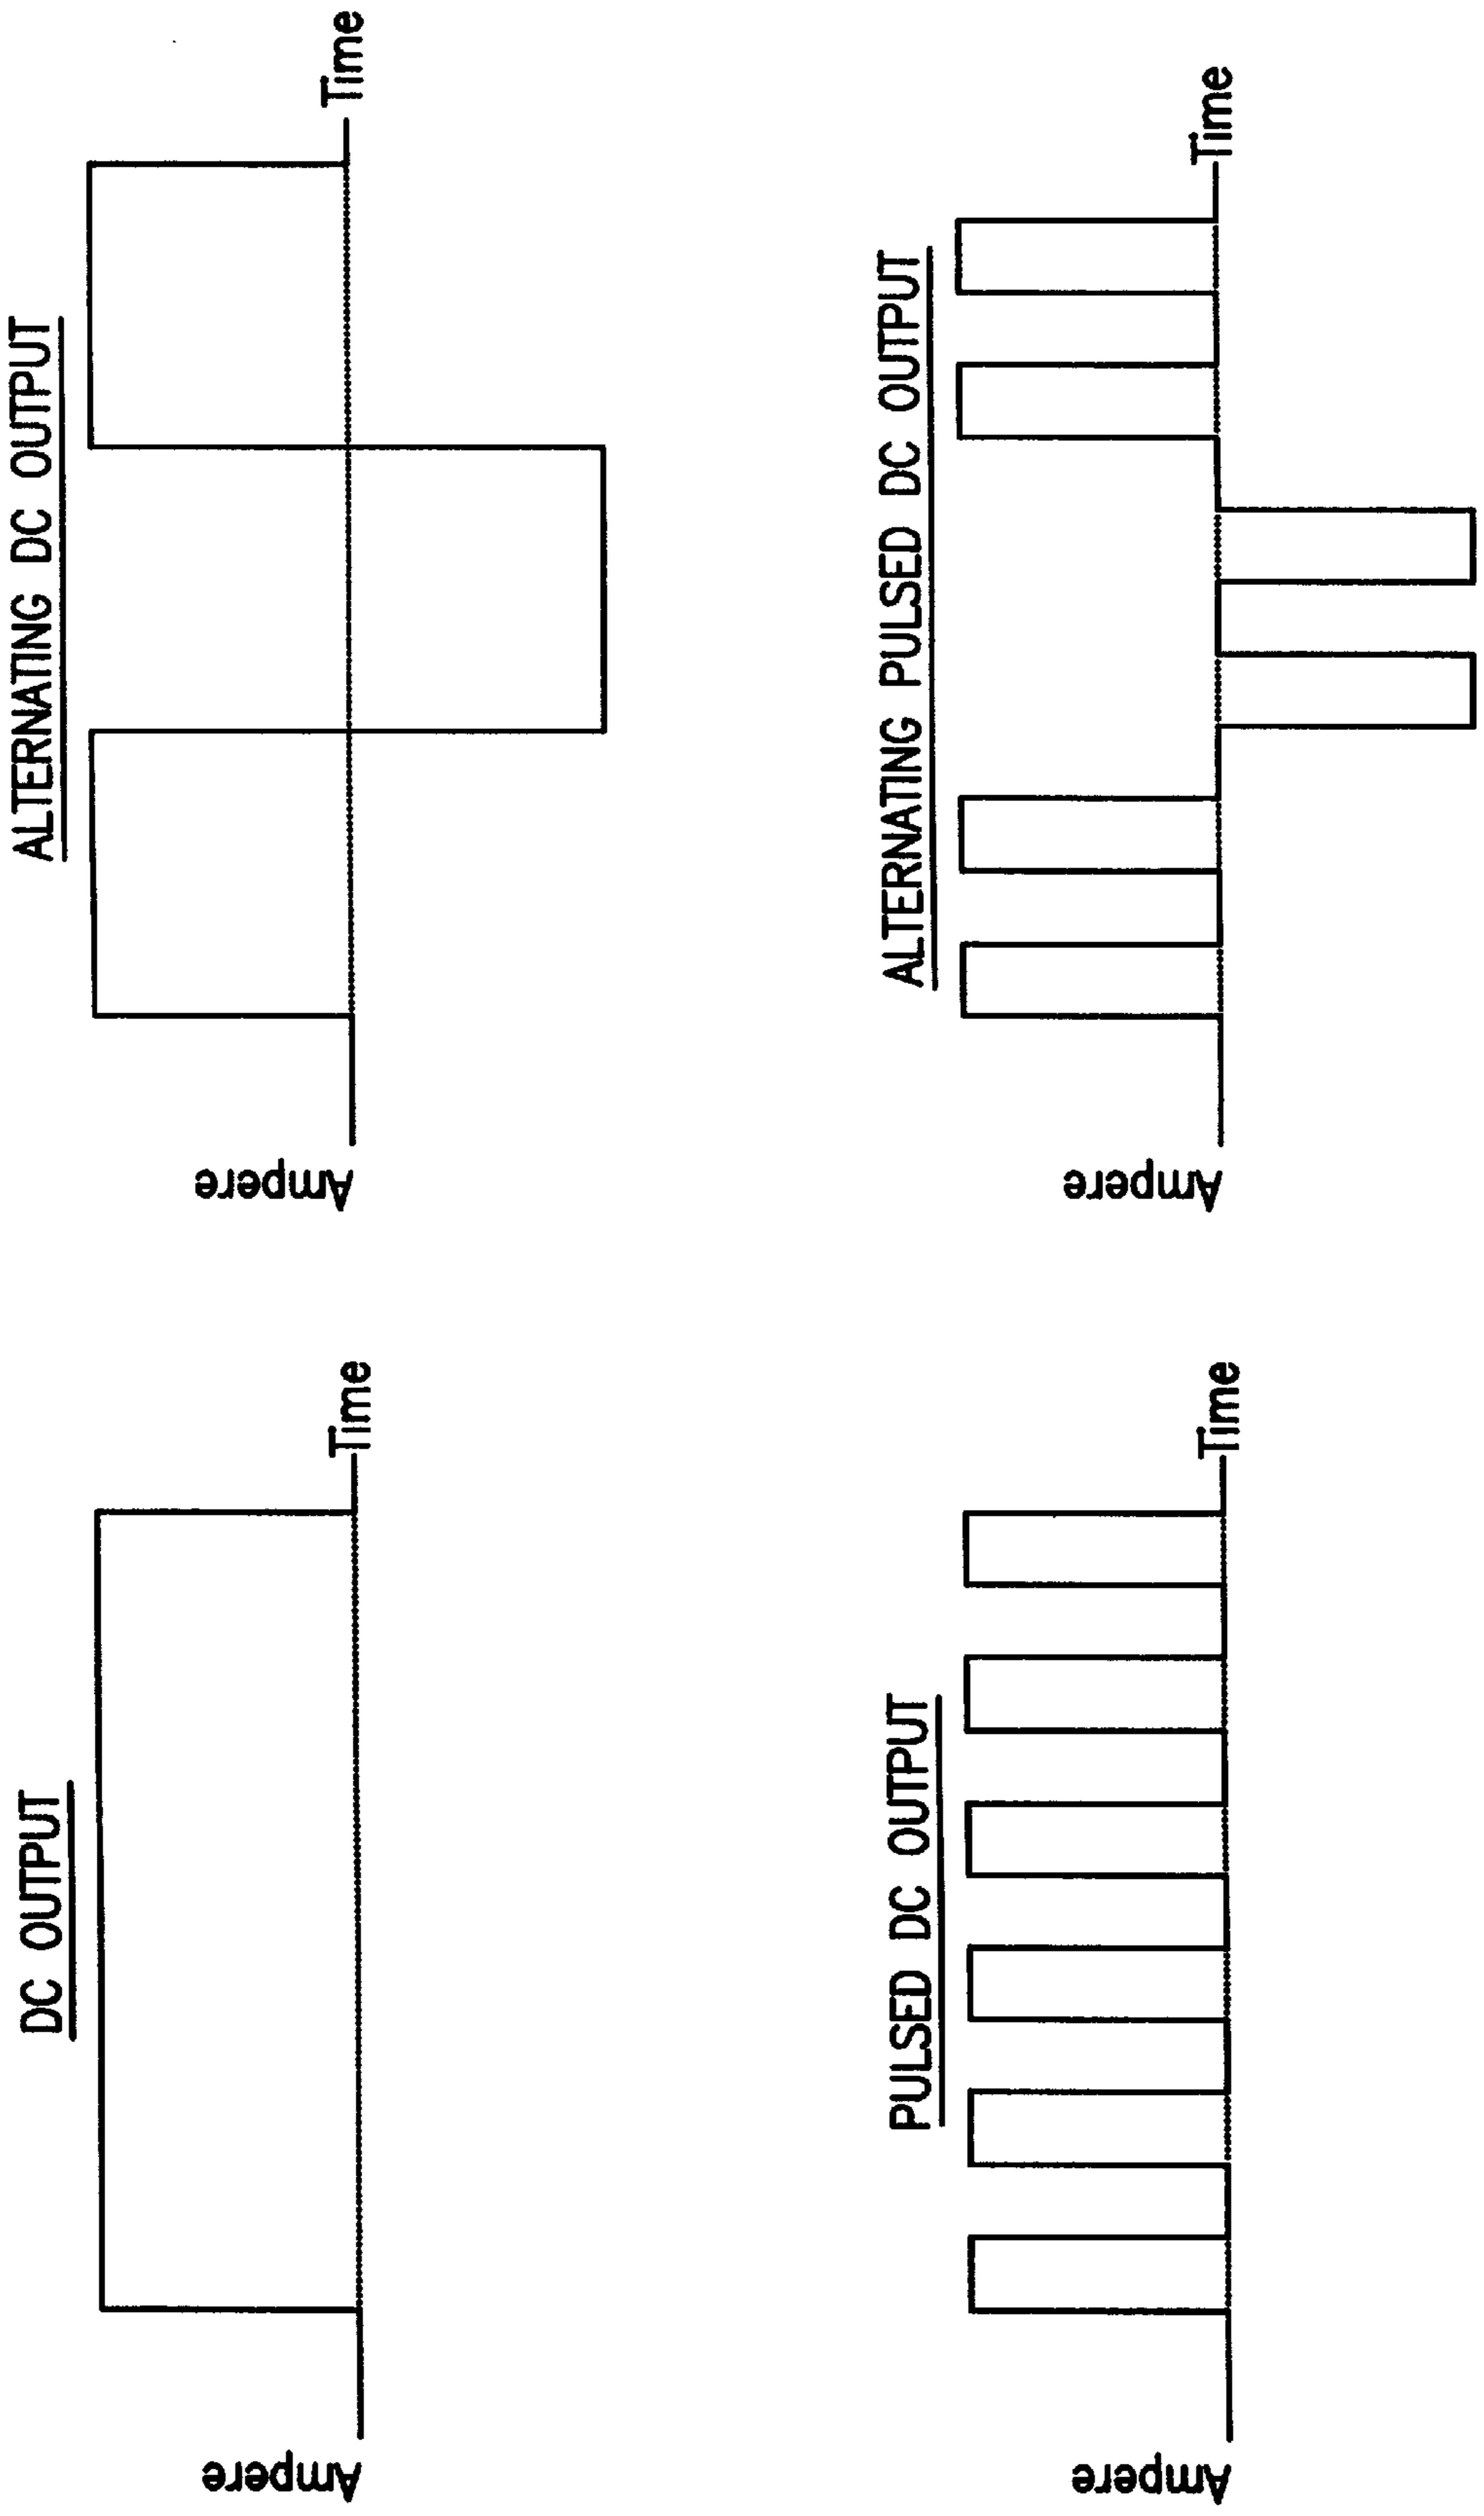 DC OUTPUT
Ampere
Time
ALTERNATING DC OUTPUT
Ampere
Time
PULSED DC OUTPUT
Ampere
Time
ALTERNATING PULSED DC OUTPUT
Ampere
Time